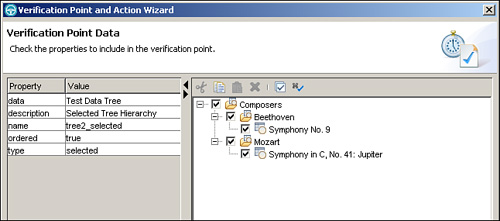 Verification Point and Action Wizard
Verification Point Data
Check the properties to include in the verification point.
Property Value
data Test Data Tree
description Selected Tree Hierarchy
name tree2_selected
ordered true
type selected
Composers
Beethoven
Symphony No. 9
Mozart
Symphony in C, No. 41: Jupiter